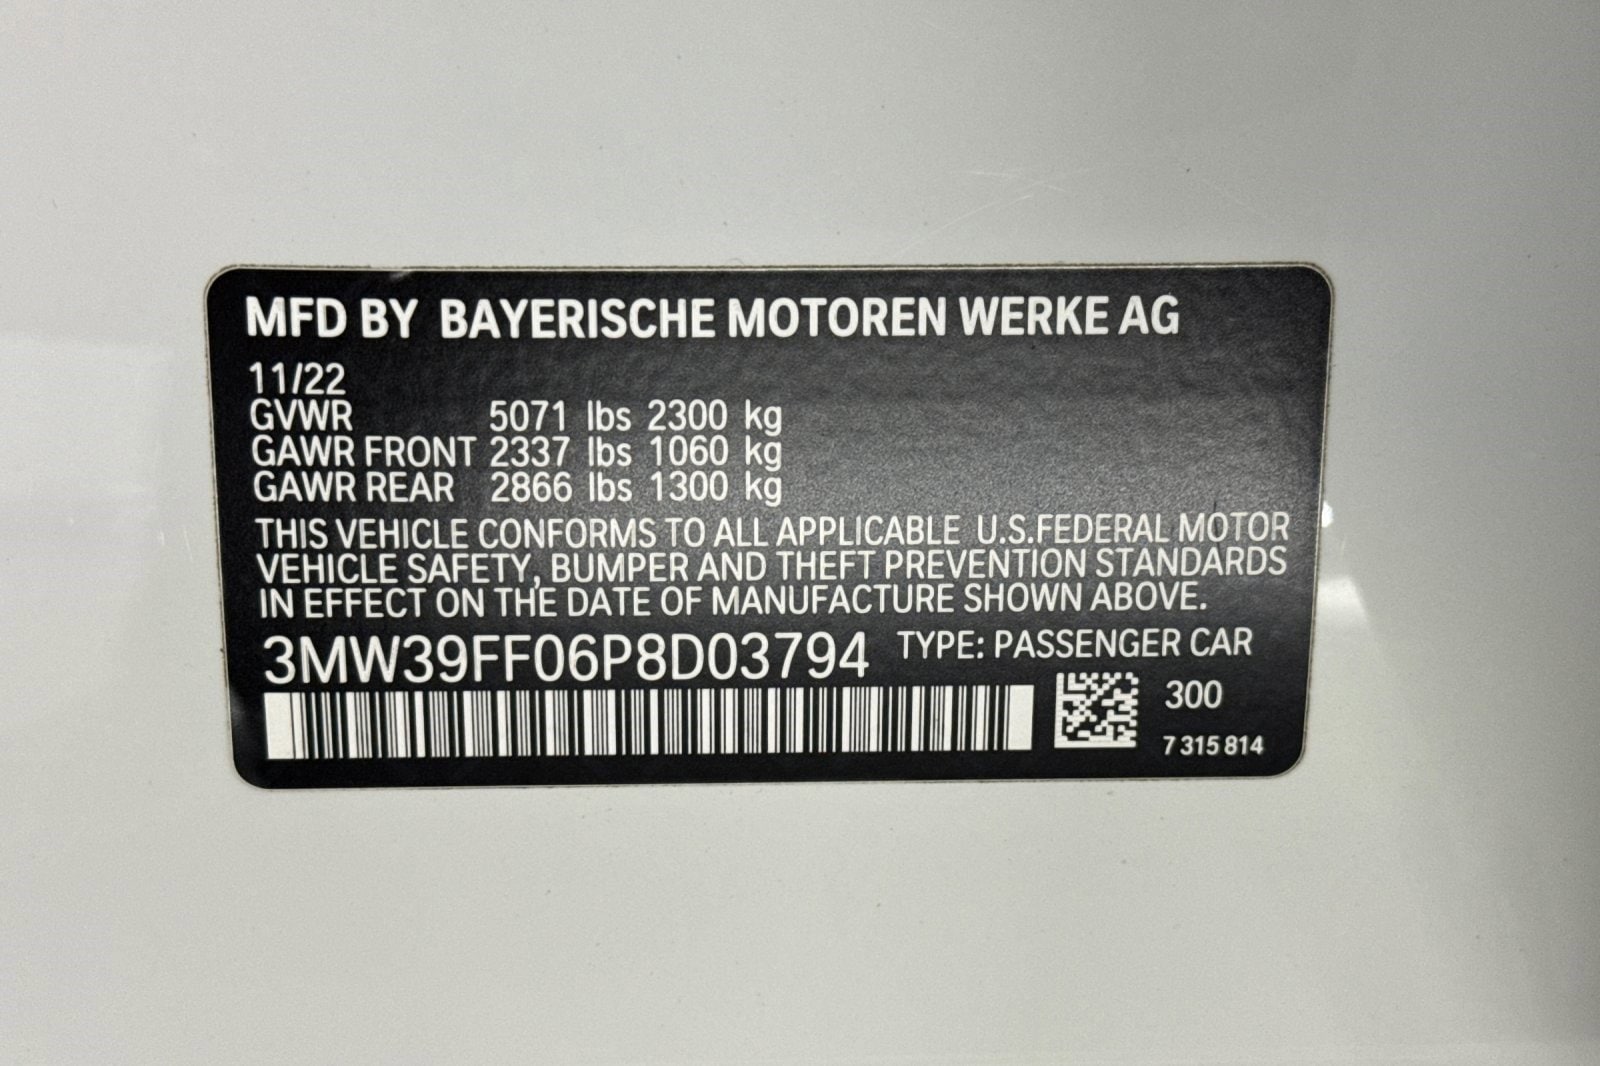 MFD BY BAYERISCHE MOTOREN WERKE AG
11/22
GVWR 5071 lbs 2300 kg
GAWR FRONT 2337 lbs 1060 kg
GAWR REAR 2866 lbs 1300 kg
THIS VEHICLE CONFORMS TO ALL APPLICABLE U.S.FEDERAL MOTOR
VEHICLE SAFETY, BUMPER AND THEFT PREVENTION STANDARDS
IN EFFECT ON THE DATE OF MANUFACTURE SHOWN ABOVE.
3MW39FF06P8D03794 TYPE: PASSENGER CAR
300
7 315 814